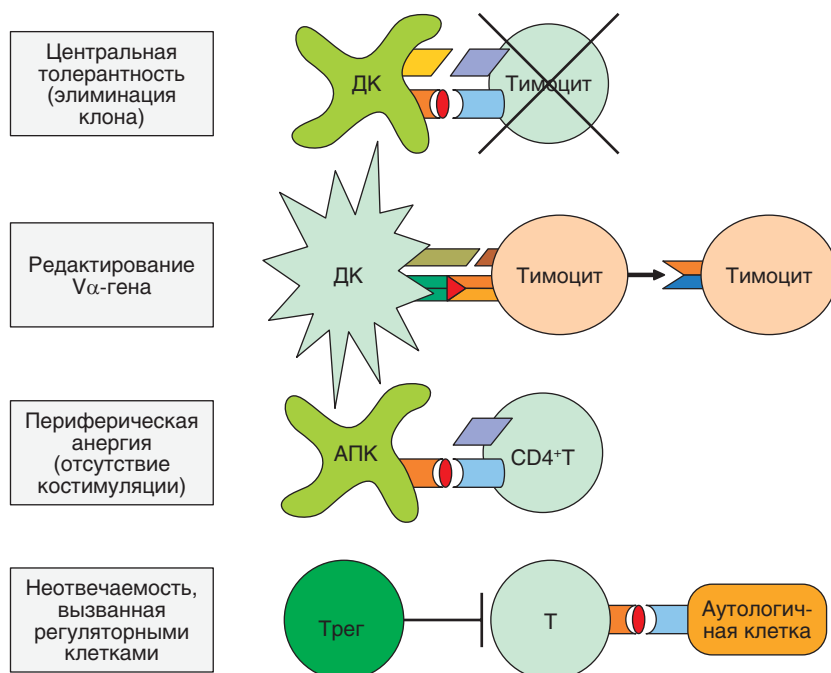 Центральная
толерантность
(элиминация
клона)
ДК
Тимоцит
Редактирование
Vα-гена
ДК
Тимоцит
Тимоцит
Периферическая
анергия
(отсутствие
костимуляции)
АПК
CD4⁺T
Неотвечаемость,
вызванная
регуляторными
клетками
Трег
Т
Аутологич-
ная клетка